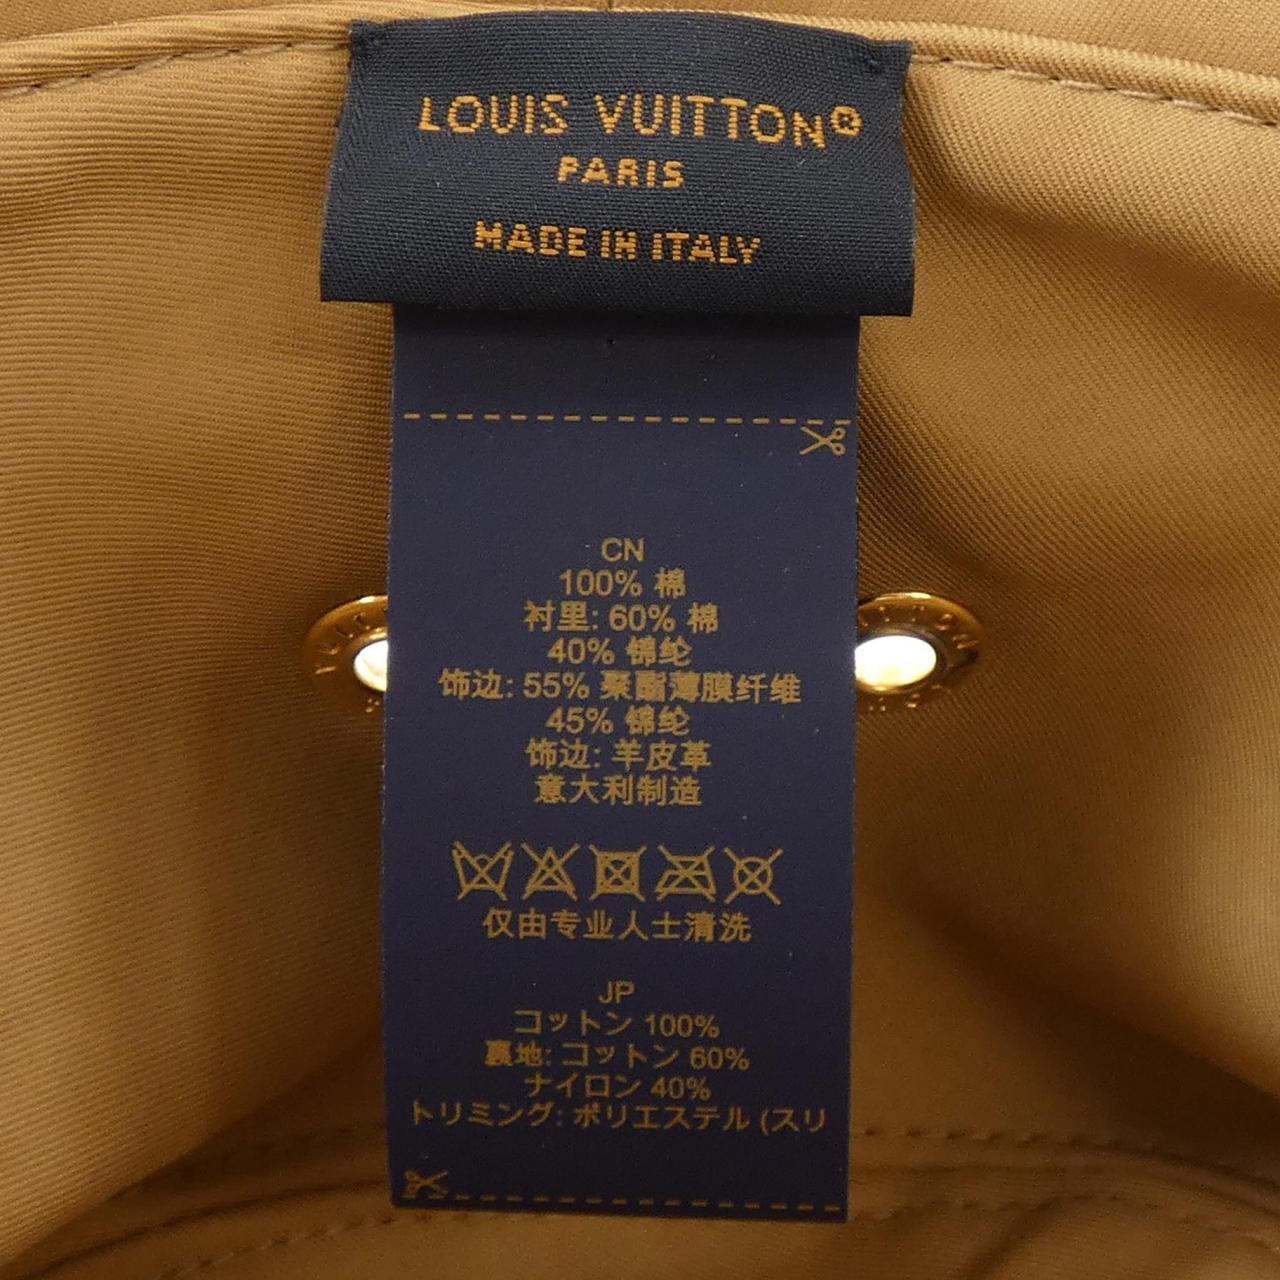 LOUIS VUITTON®
PARIS
MADE IN ITALY
CN
100% 棉
衬里: 60% 棉
40% 锦纶
饰边: 55% 聚酯薄膜纤维
45% 锦纶
饰边: 羊皮革
意大利制造
仅由专业人士清洗
JP
コットン 100%
裏地: コットン 60%
ナイロン 40%
トリミング: ポリエステル (スリ